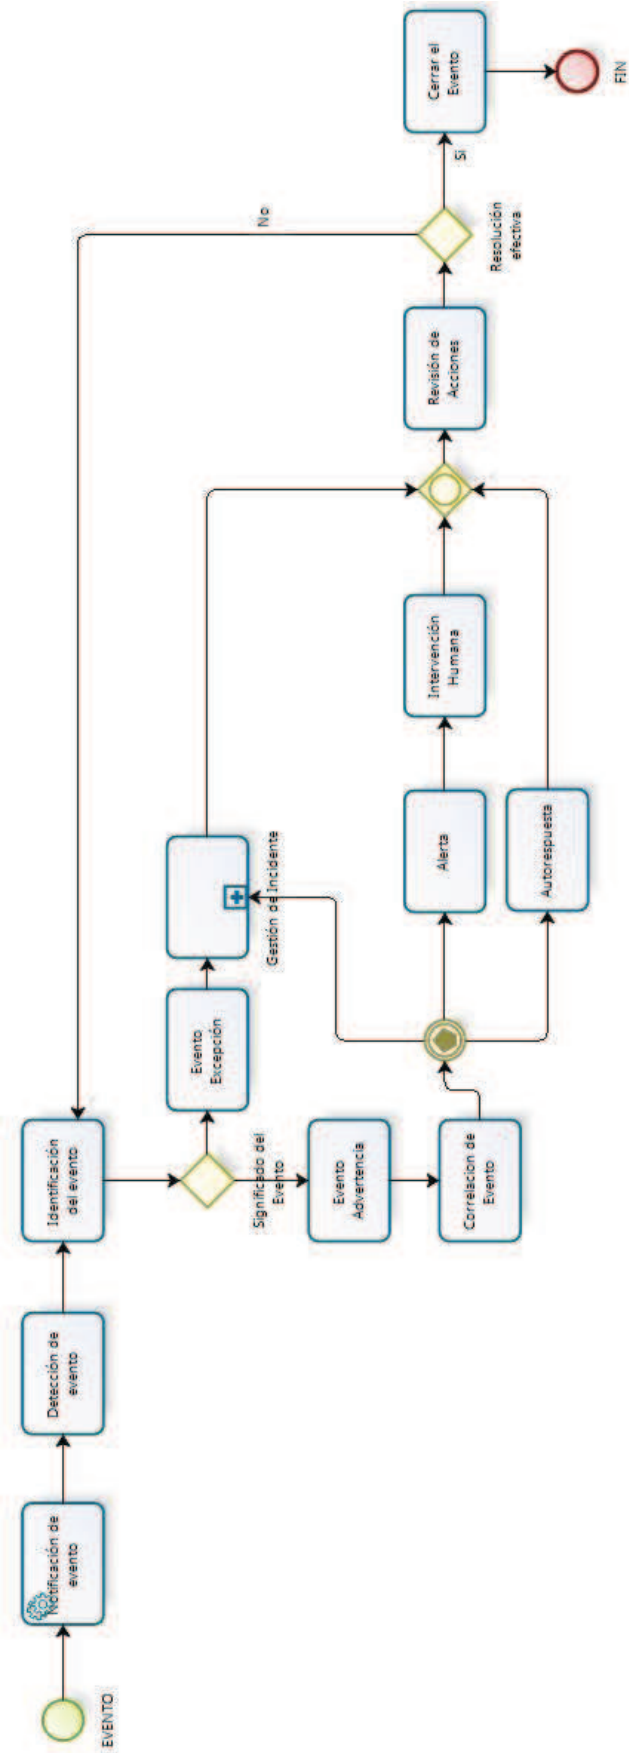 EVENTO
Notificación de
evento
Detección de
evento
Identificación
del evento
Significado del
Evento
Evento
Excepción
Gestión de Incidente
Evento
Advertencia
Correlacion de
Evento
Alerta
Intervención
Humana
Autorespuesta
Revisión de
Acciones
Resolución
efectiva
No
Si
Cerrar el
Evento
FIN